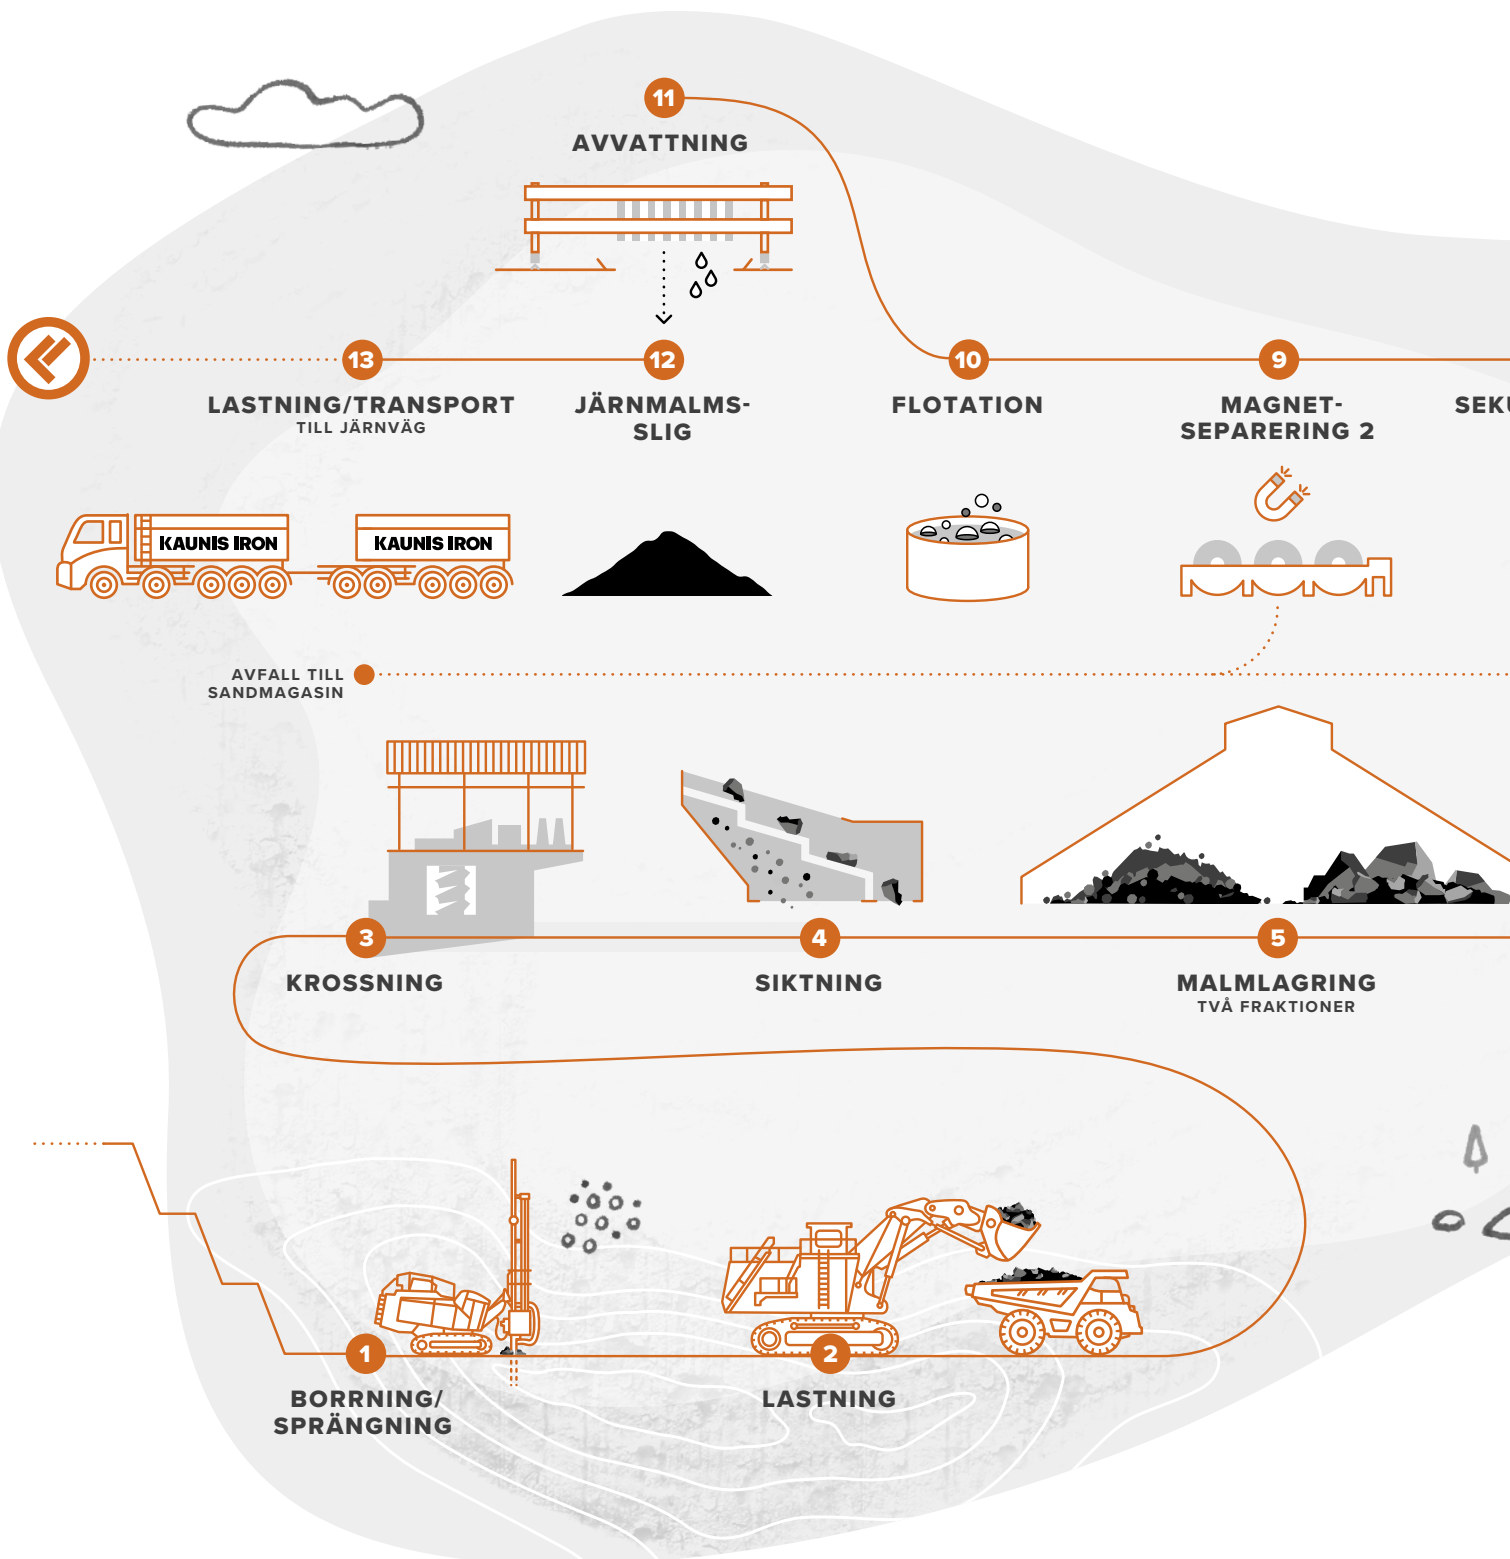 11
AVVATTNING
13
LASTNING/TRANSPORT
TILL JÄRNVÄG
12
JÄRNMALMS-
SLIG
10
FLOTATION
9
MAGNET-
SEPARERING 2
KAUNIS IRON
KAUNIS IRON
AVFALL TILL
SANDMAGASIN
3
KROSSNING
4
SIKTNING
5
MALMLAGRING
TVÅ FRAKTIONER
1
BORRNING/
SPRÄNGNING
2
LASTNING